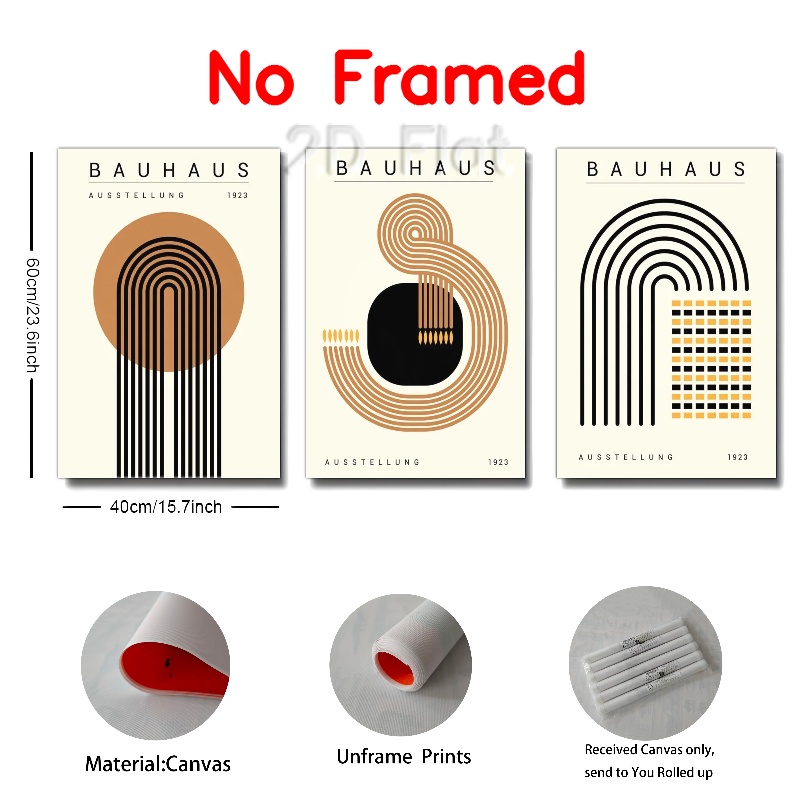 No Framed
2D Flat
BAUHAUS
AUSSTELLUNG 1923
BAUHAUS
AUSSTELLUNG 1923
BAUHAUS
AUSSTELLUNG 1923
60cm/23.6inch
40cm/15.7inch
Material:Canvas
Unframe Prints
Received Canvas only,
send to You Rolled up